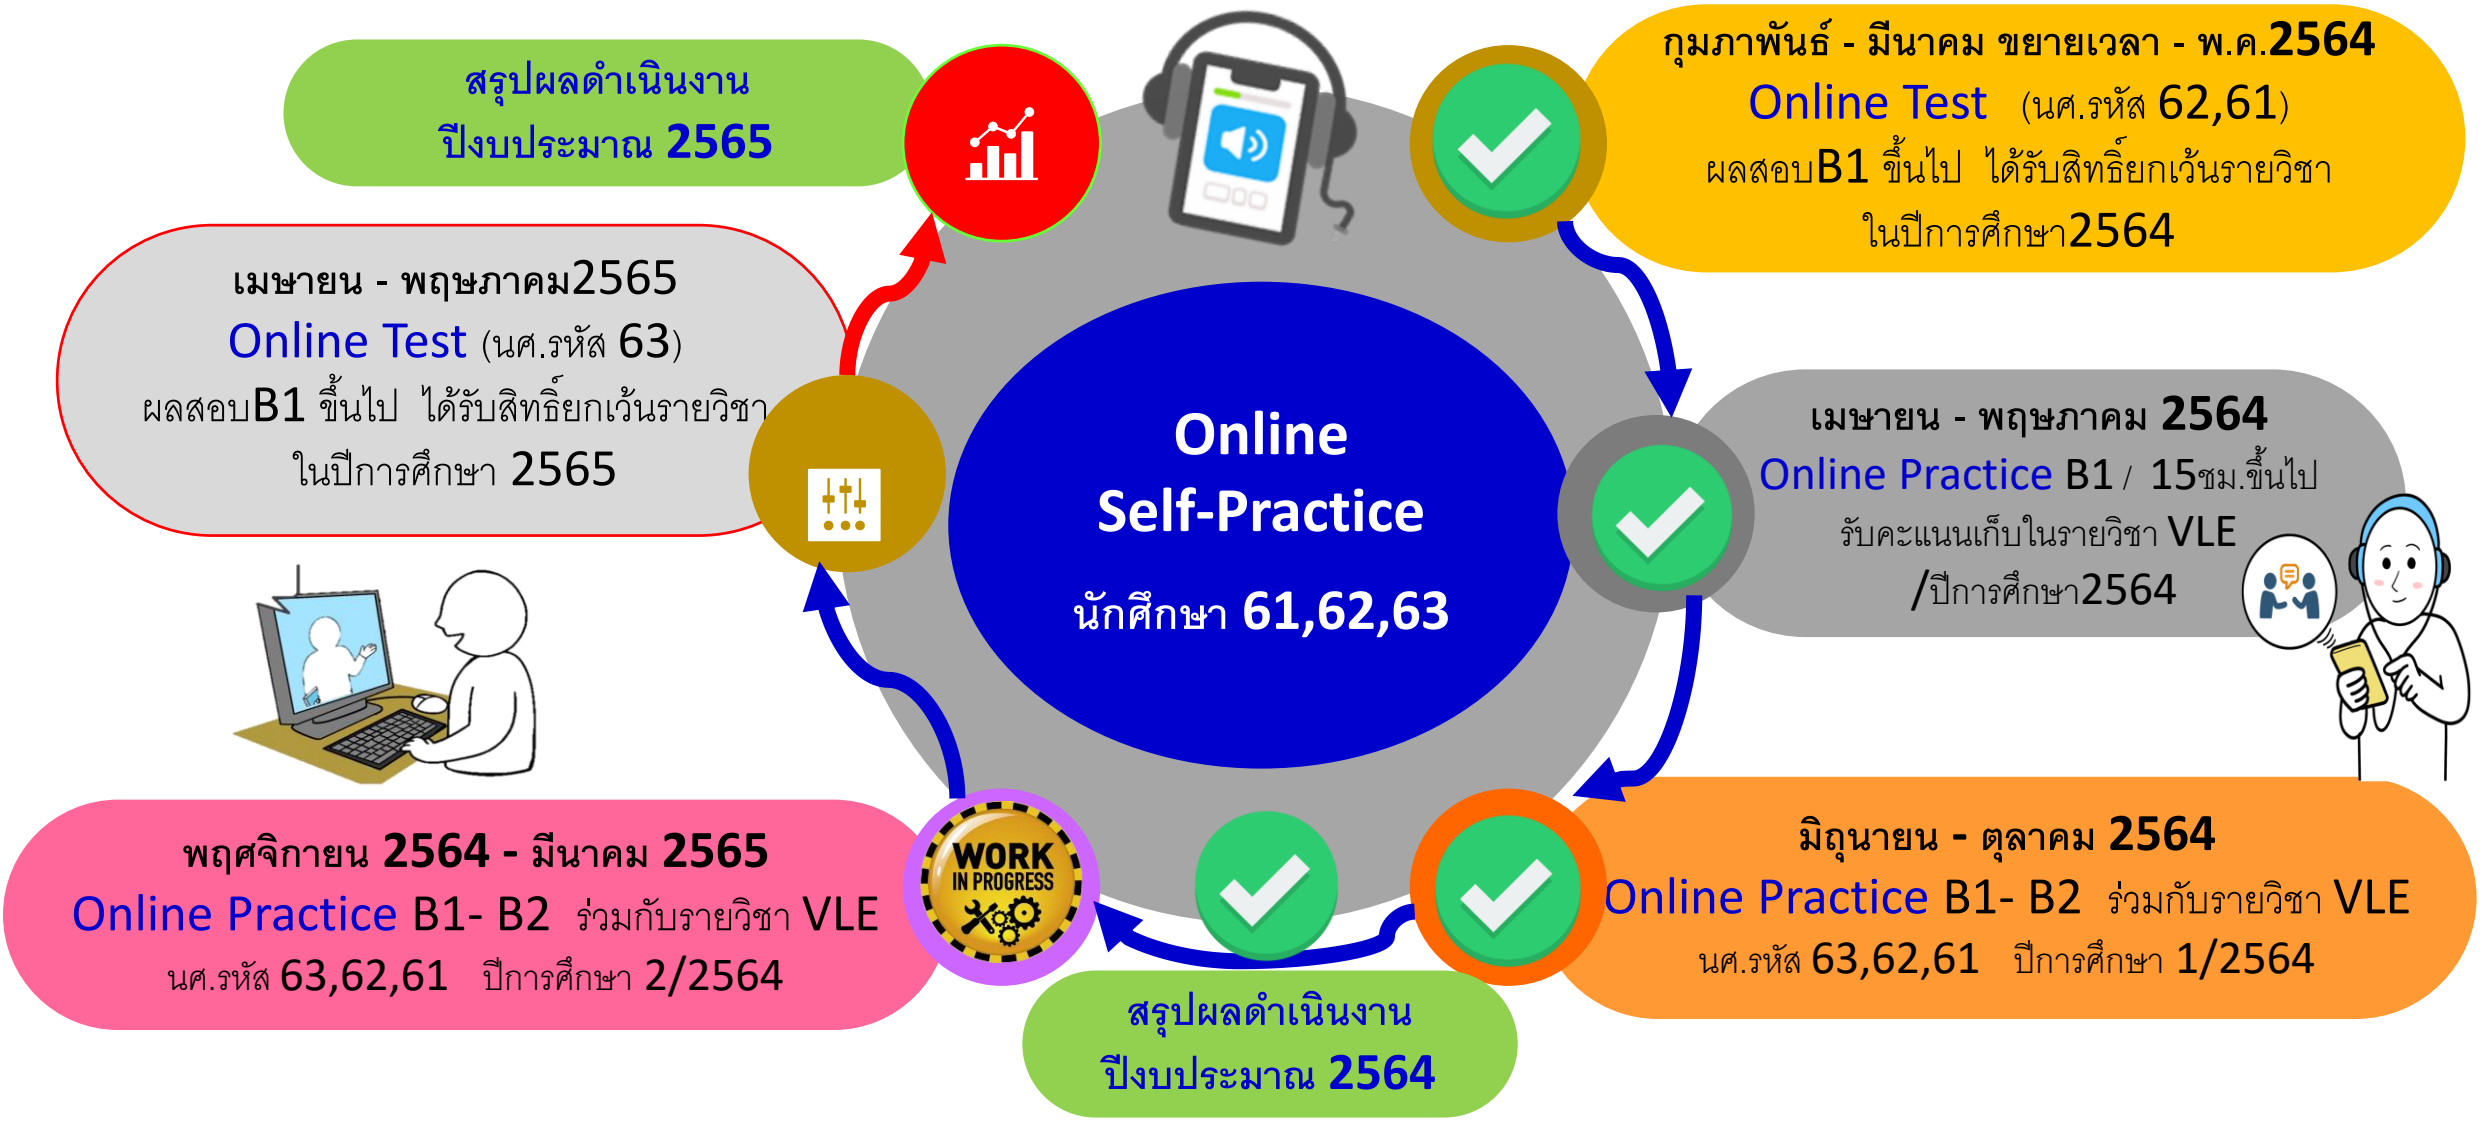 สรุปผลดำเนินงาน
ปีงบประมาณ 2565
กุมภาพันธ์ - มีนาคม ขยายเวลา - พ.ค.2564
Online Test (นศ.รหัส 62,61)
ผลสอบB1 ขึ้นไป ได้รับสิทธิ์ยกเว้นรายวิชา
ในปีการศึกษา2564
เมษายน - พฤษภาคม2565
Online Test (นศ.รหัส 63)
ผลสอบB1 ขึ้นไป ได้รับสิทธิ์ยกเว้นรายวิชา
ในปีการศึกษา 2565
Online
Self-Practice
นักศึกษา 61,62,63
เมษายน - พฤษภาคม 2564
Online Practice B1 / 15ชม.ขึ้นไป
รับคะแนนเก็บในรายวิชา VLE
/ปีการศึกษา2564
พฤศจิกายน 2564 - มีนาคม 2565
Online Practice B1- B2 ร่วมกับรายวิชา VLE
นศ.รหัส 63,62,61 ปีการศึกษา 2/2564
WORK
IN PROGRESS
มิถุนายน - ตุลาคม 2564
Online Practice B1- B2 ร่วมกับรายวิชา VLE
นศ.รหัส 63,62,61 ปีการศึกษา 1/2564
สรุปผลดำเนินงาน
ปีงบประมาณ 2564